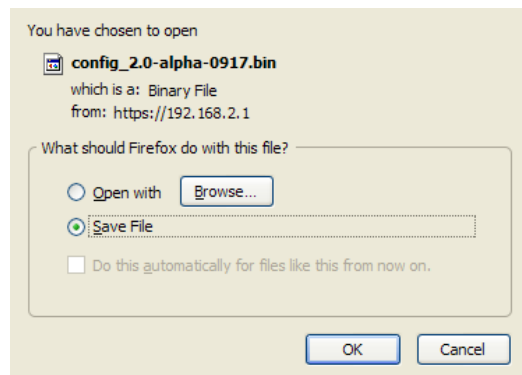 You have chosen to open
config_2.0-alpha-0917.bin
which is a: Binary File
from: https://192.168.2.1
What should Firefox do with this file?
Open with Browse...
Save File
Do this automatically for files like this from now on.
OK Cancel